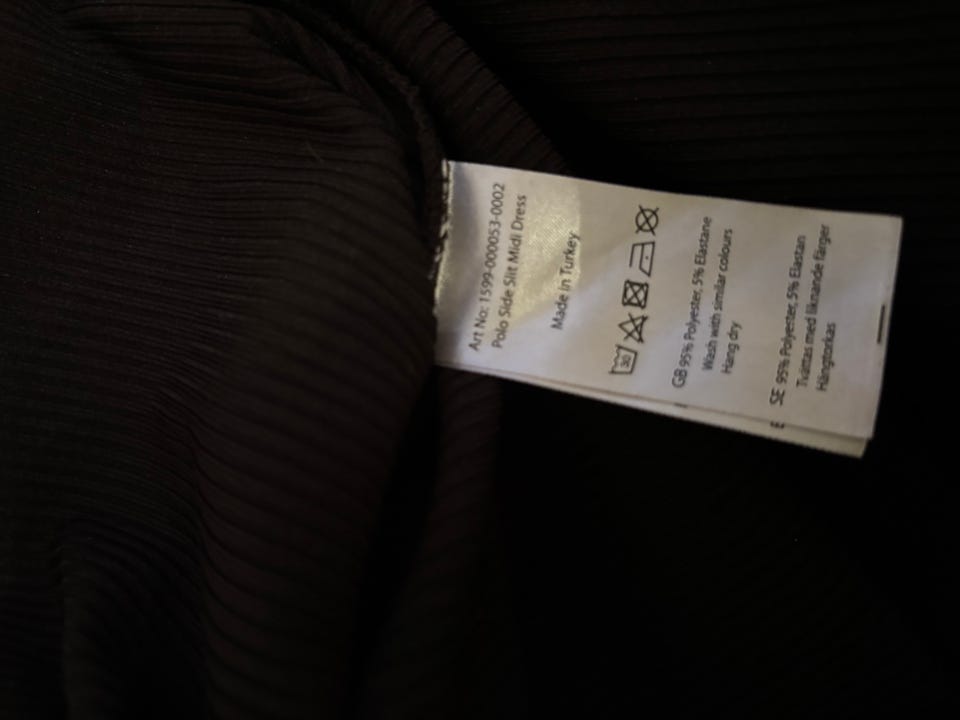 Art No: 1599-000053-0002
Polo Side Slit Midi Dress
Made in Turkey
30
GB 95% Polyester, 5% Elastane
Wash with similar colours
Hang dry
SE 95% Polyester, 5% Elastan
Tvättas med liknande färger
Hängtorkas